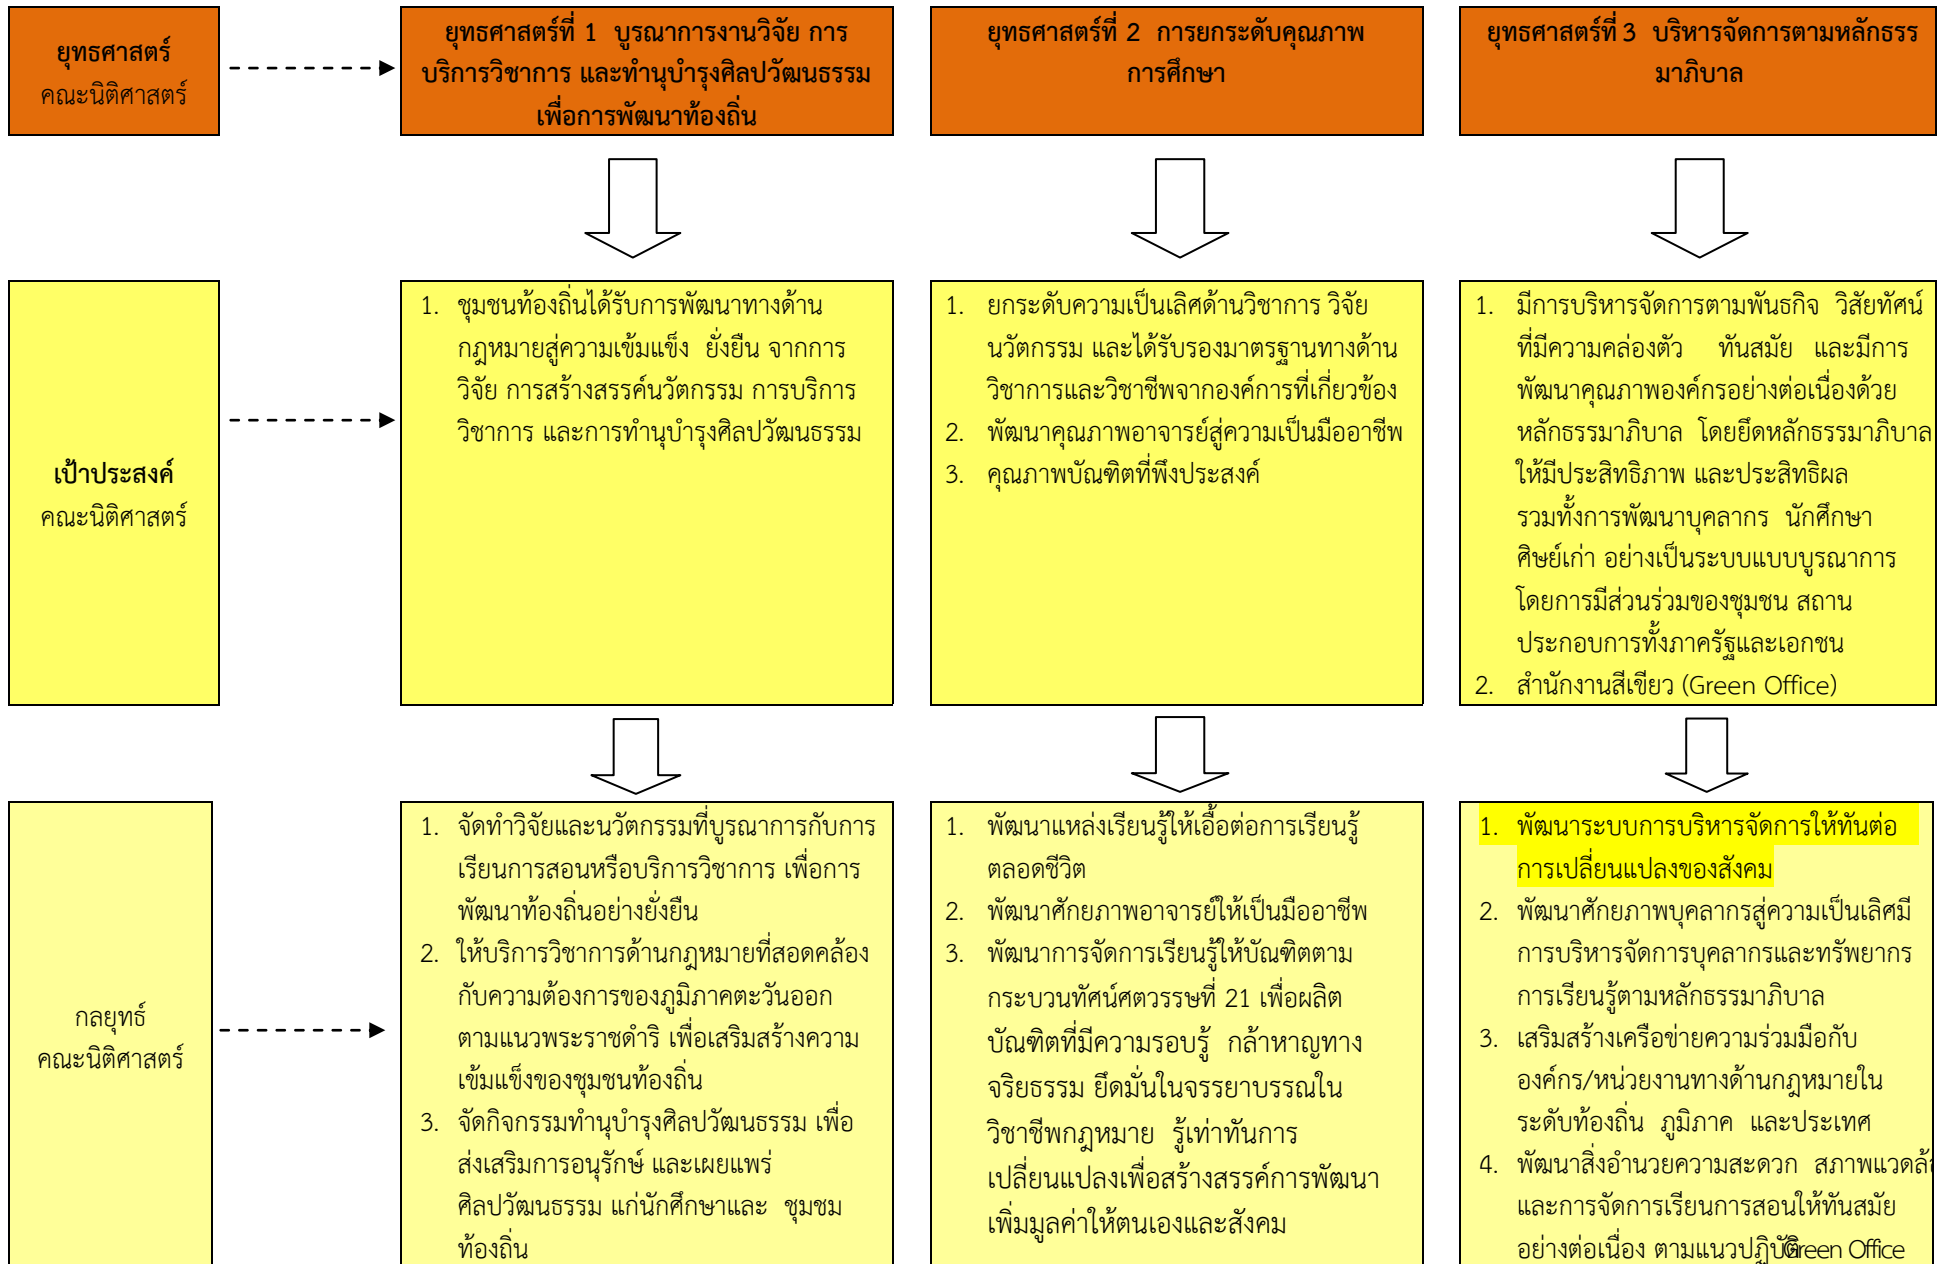 ยุทธศาสตร์
คณะนิติศาสตร์
ยุทธศาสตร์ที่ 1 บูรณาการงานวิจัย การ
บริการวิชาการ และทำนุบำรุงศิลปวัฒนธรรม
เพื่อการพัฒนาท้องถิ่น
ยุทธศาสตร์ที่ 2 การยกระดับคุณภาพ
การศึกษา
ยุทธศาสตร์ที่ 3 บริหารจัดการตามหลักธรร
มาภิบาล
เป้าประสงค์
คณะนิติศาสตร์
1. ชุมชนท้องถิ่นได้รับการพัฒนาทางด้าน
กฎหมายสู่ความเข้มแข็ง ยั่งยืน จากการ
วิจัย การสร้างสรรค์นวัตกรรม การบริการ
วิชาการ และการทำนุบำรุงศิลปวัฒนธรรม
1. ยกระดับความเป็นเลิศด้านวิชาการ วิจัย
นวัตกรรม และได้รับรองมาตรฐานทางด้าน
วิชาการและวิชาชีพจากองค์การที่เกี่ยวข้อง
2. พัฒนาคุณภาพอาจารย์สู่ความเป็นมืออาชีพ
3. คุณภาพบัณฑิตที่พึงประสงค์
1. มีการบริหารจัดการตามพันธกิจ วิสัยทัศน์
ที่มีความคล่องตัว ทันสมัย และมีการ
พัฒนาคุณภาพองค์กรอย่างต่อเนื่องด้วย
หลักธรรมาภิบาล โดยยึดหลักธรรมาภิบาล
ให้มีประสิทธิภาพ และประสิทธิผล
รวมทั้งการพัฒนาบุคลากร นักศึกษา
ศิษย์เก่า อย่างเป็นระบบแบบบูรณาการ
โดยการมีส่วนร่วมของชุมชน สถาน
ประกอบการทั้งภาครัฐและเอกชน
2. สำนักงานสีเขียว (Green Office)
กลยุทธ์
คณะนิติศาสตร์
1. จัดทำวิจัยและนวัตกรรมที่บูรณาการกับการ
เรียนการสอนหรือบริการวิชาการ เพื่อการ
พัฒนาท้องถิ่นอย่างยั่งยืน
2. ให้บริการวิชาการด้านกฎหมายที่สอดคล้อง
กับความต้องการของภูมิภาคตะวันออก
ตามแนวพระราชดำริ เพื่อเสริมสร้างความ
เข้มแข็งของชุมชนท้องถิ่น
3. จัดกิจกรรมทำนุบำรุงศิลปวัฒนธรรม เพื่อ
ส่งเสริมการอนุรักษ์ และเผยแพร่
ศิลปวัฒนธรรม แก่นักศึกษาและ ชุมชม
ท้องถิ่น
1. พัฒนาแหล่งเรียนรู้ให้เอื้อต่อการเรียนรู้
ตลอดชีวิต
2. พัฒนาศักยภาพอาจารย์ให้เป็นมืออาชีพ
3. พัฒนาการจัดการเรียนรู้ให้บัณฑิตตาม
กระบวนทัศน์ศตวรรษที่ 21 เพื่อผลิต
บัณฑิตที่มีความรอบรู้ กล้าหาญทาง
จริยธรรม ยึดมั่นในจรรยาบรรณใน
วิชาชีพกฎหมาย รู้เท่าทันการ
เปลี่ยนแปลงเพื่อสร้างสรรค์การพัฒนา
เพิ่มมูลค่าให้ตนเองและสังคม
1. พัฒนาระบบการบริหารจัดการให้ทันต่อ
การเปลี่ยนแปลงของสังคม
2. พัฒนาศักยภาพบุคลากรสู่ความเป็นเลิศมี
การบริหารจัดการบุคลากรและทรัพยากร
การเรียนรู้ตามหลักธรรมาภิบาล
3. เสริมสร้างเครือข่ายความร่วมมือกับ
องค์กร/หน่วยงานทางด้านกฎหมายใน
ระดับท้องถิ่น ภูมิภาค และประเทศ
4. พัฒนาสิ่งอำนวยความสะดวก
และการจัดการเรียนการสอนให้ทันสมัย
อย่างต่อเนื่อง ตามแนวปฏิบัติ Green Office